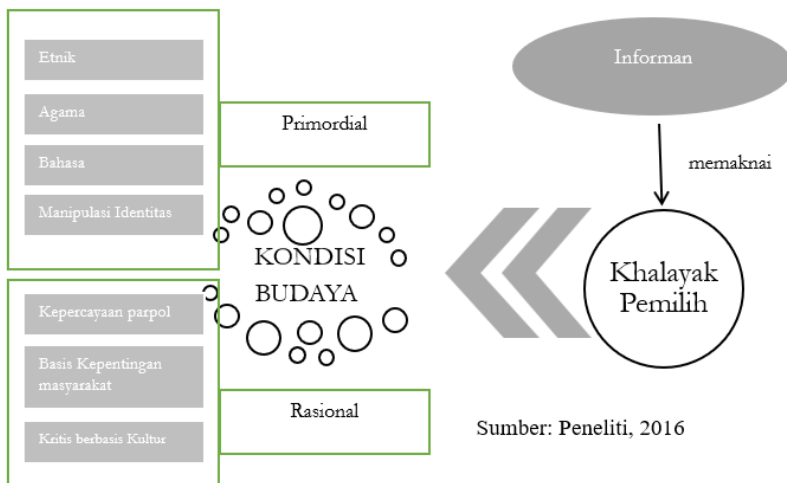 Etnik
Agama
Bahasa
Manipulasi Identitas
Primordial
KONDISI
BUDAYA
Kepercayaan parpol
Basis Kepentingan
masyarakat
Kritis berbasis Kultur
Rasional
Informan
memaknai
Khalayak
Pemilih
Sumber: Peneliti, 2016